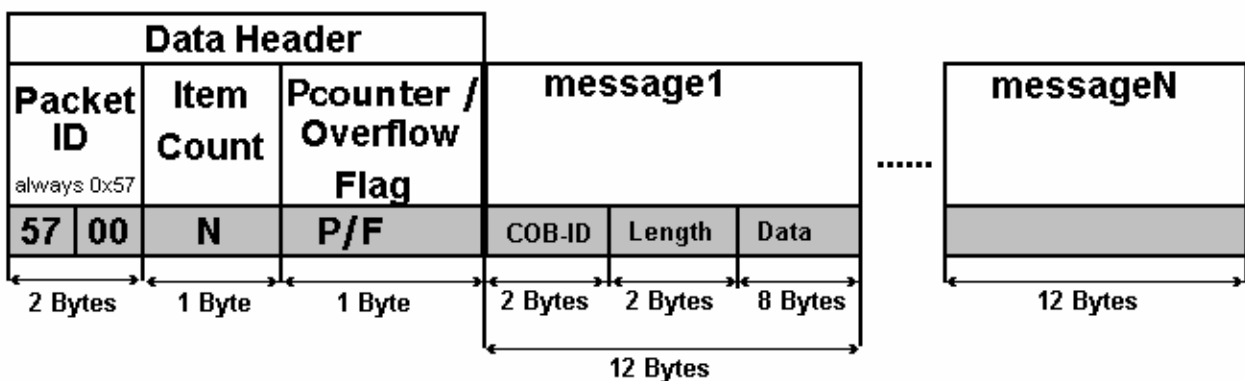 Data Header
Packet ID
always 0x57
Item Count
Pcounter / Overflow Flag
message1
......
messageN
57 00 N P/F COB-ID Length Data
2 Bytes 1 Byte 1 Byte 2 Bytes 2 Bytes 8 Bytes 12 Bytes
12 Bytes